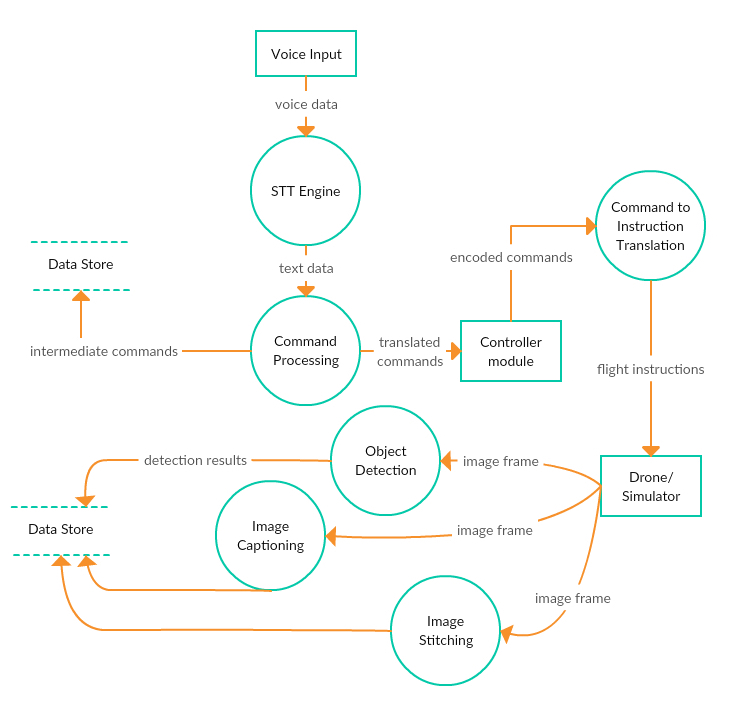 Voice Input
voice data
STT Engine
Command to
Instruction
Translation
encoded commands
Data Store
text data
Command
Processing
translated
commands
Controller
module
intermediate commands
flight instructions
Object
Detection
detection results
image frame
Drone/
Simulator
Image
Captioning
image frame
Data Store
image frame
Image
Stitching